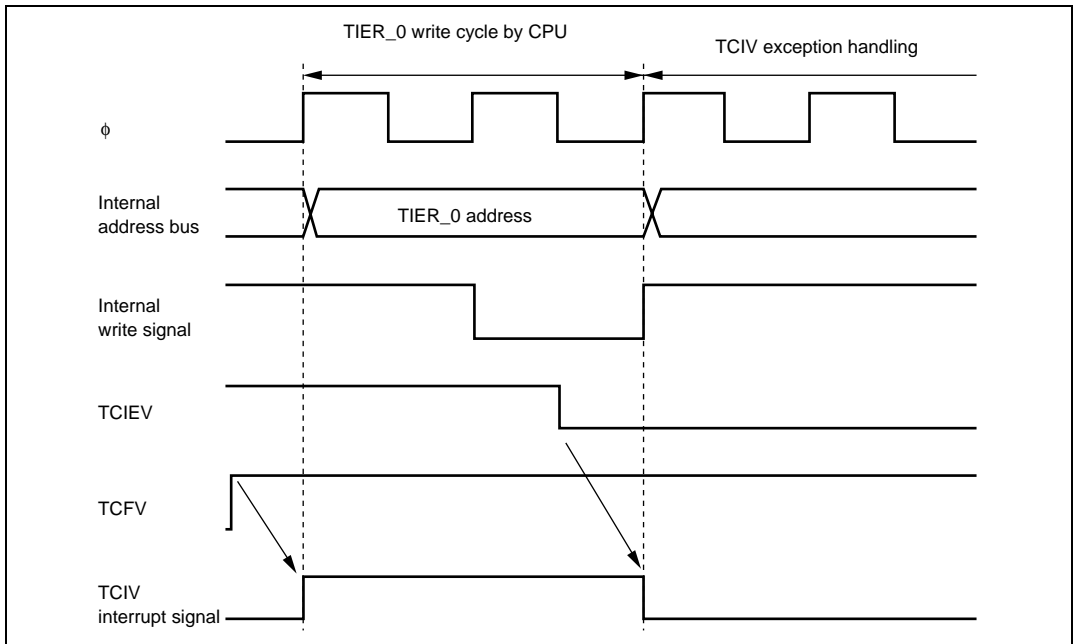 TIER_0 write cycle by CPU
TCIV exception handling
ϕ
Internal
address bus
TIER_0 address
Internal
write signal
TCIEV
TCFV
TCIV
interrupt signal